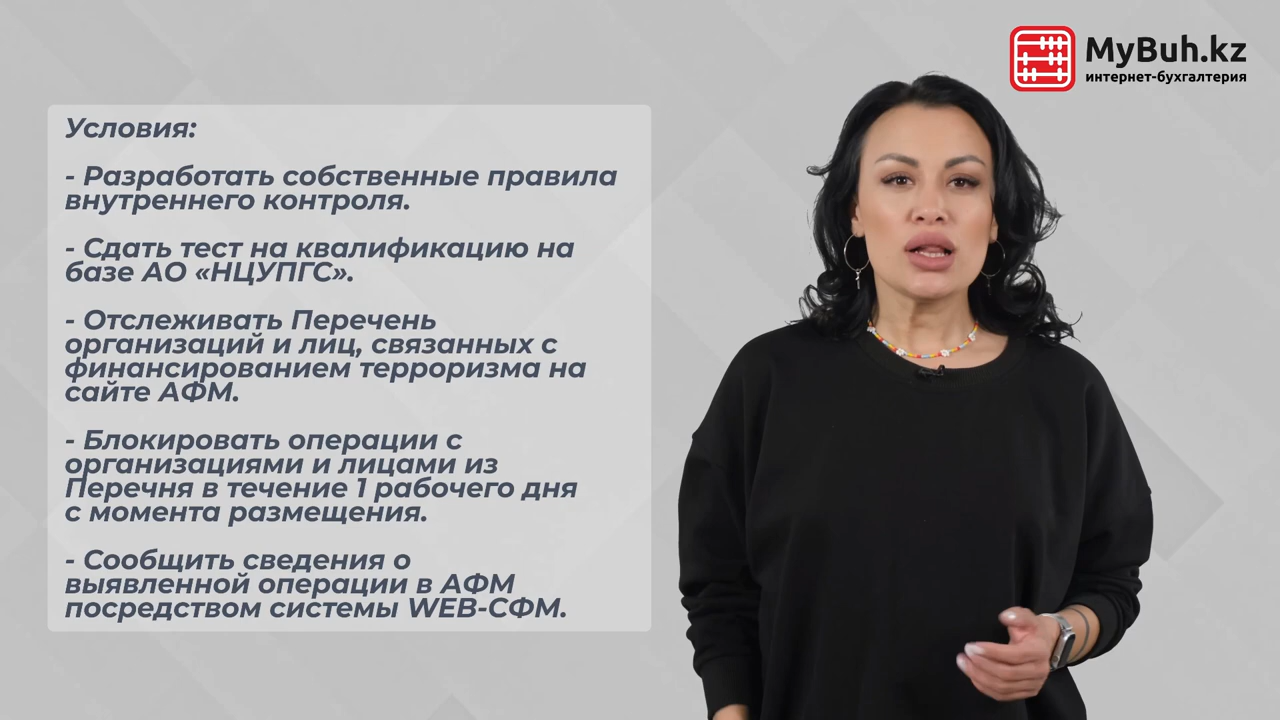 MyBuh.kz
интернет-бухгалтерия
Условия:
- Разработать собственные правила
внутреннего контроля.
- Сдать тест на квалификацию на
базе АО «НЦУПГС».
- Отслеживать Перечень
организаций и лиц, связанных с
финансированием терроризма на
сайте АФМ.
- Блокировать операции с
организациями и лицами из
Перечня в течение 1 рабочего дня
с момента размещения.
- Сообщить сведения о
выявленной операции в АФМ
посредством системы WEB-СФМ.